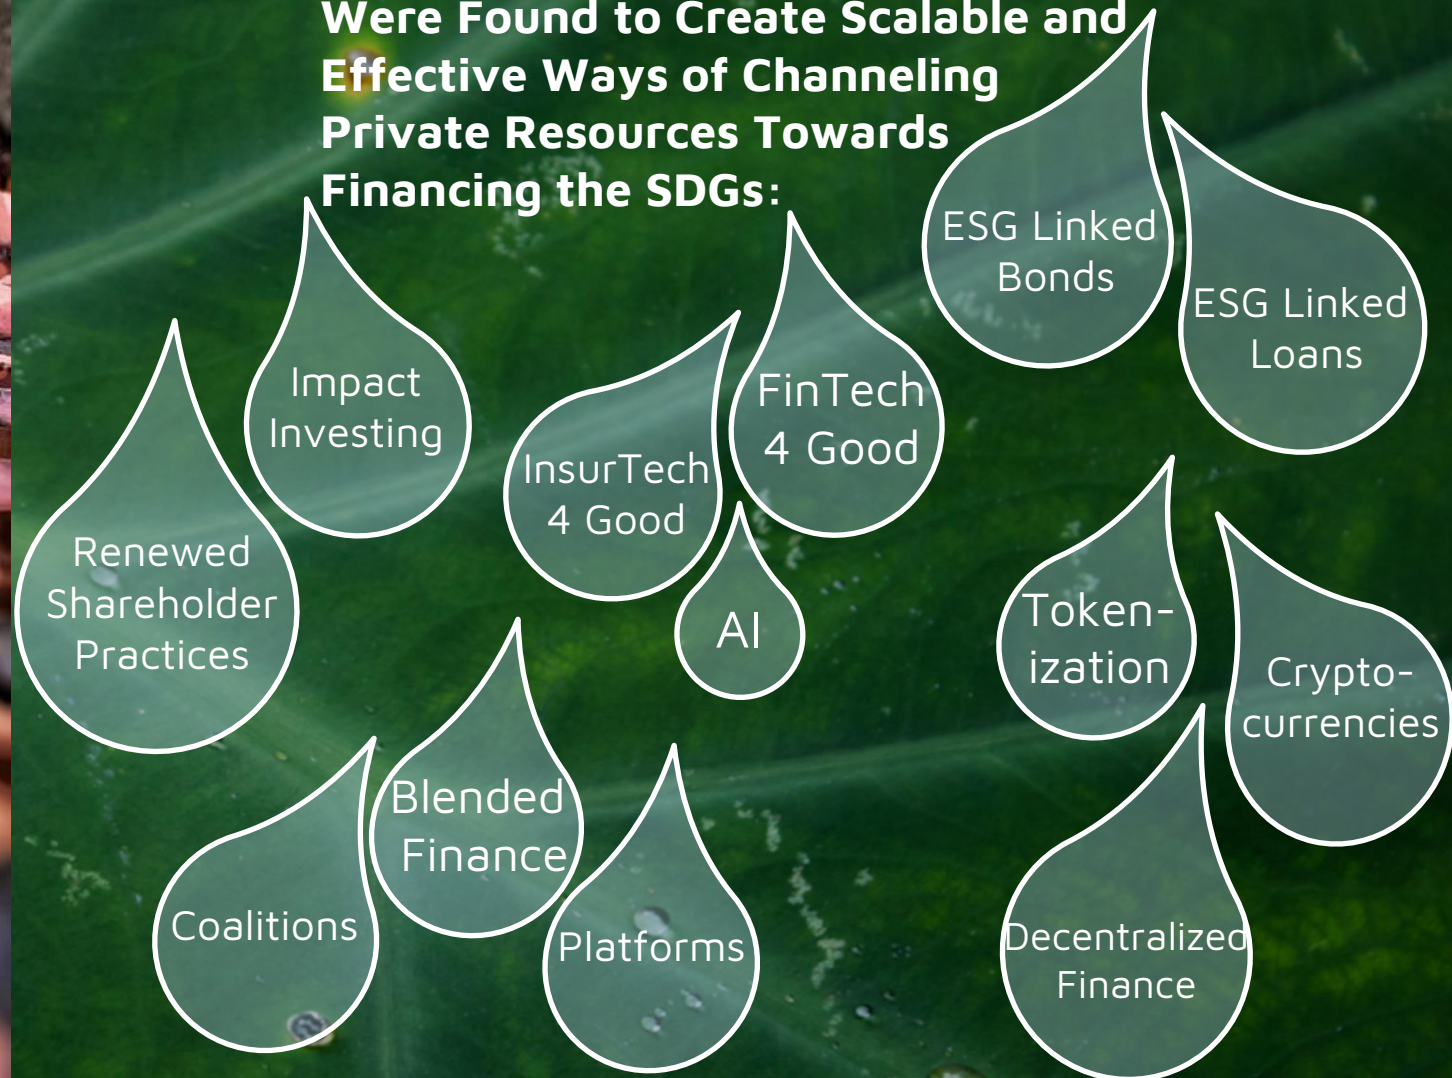 Were Found to Create Scalable and
Effective Ways of Channeling
Private Resources Towards
Financing the SDGs:
ESG Linked
Bonds
ESG Linked
Loans
Impact
Investing
FinTech
4 Good
InsurTech
4 Good
Renewed
Shareholder
Practices
AI
Token-
ization
Crypto-
currencies
Blended
Finance
Coalitions
Platforms
Decentralized
Finance